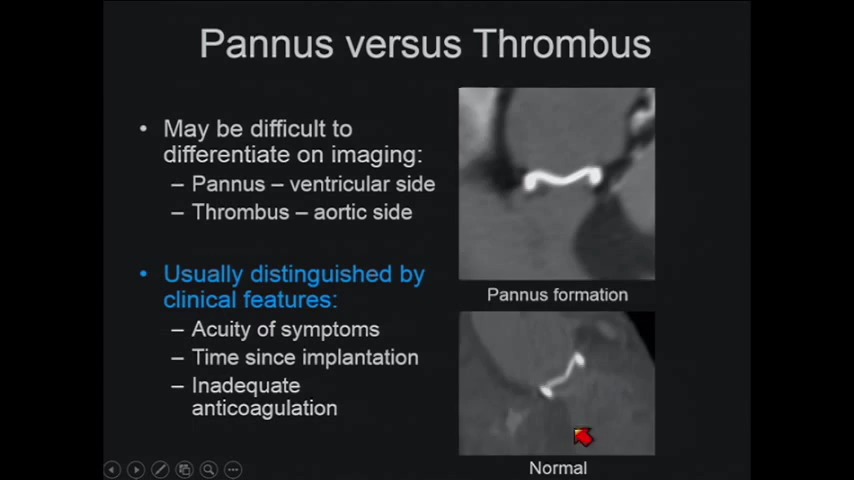 Pannus versus Thrombus
• May be difficult to
differentiate on imaging:
– Pannus – ventricular side
– Thrombus – aortic side
• Usually distinguished by
clinical features:
– Acuity of symptoms
– Time since implantation
– Inadequate
anticoagulation
Pannus formation
Normal